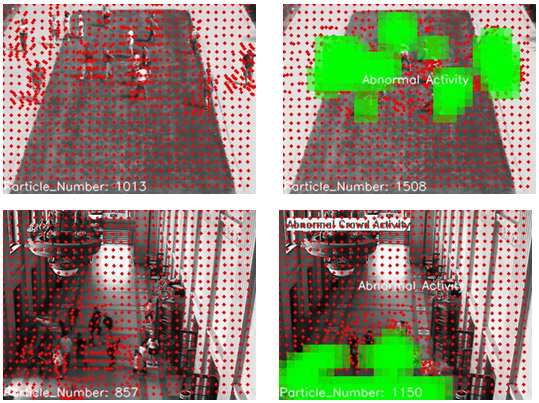 Abnormal Activity
Particle_Number: 1013
Particle_Number: 1508
Abnormal Crowd Activity
Abnormal Activity
Particle_Number: 857
Particle_Number: 1150